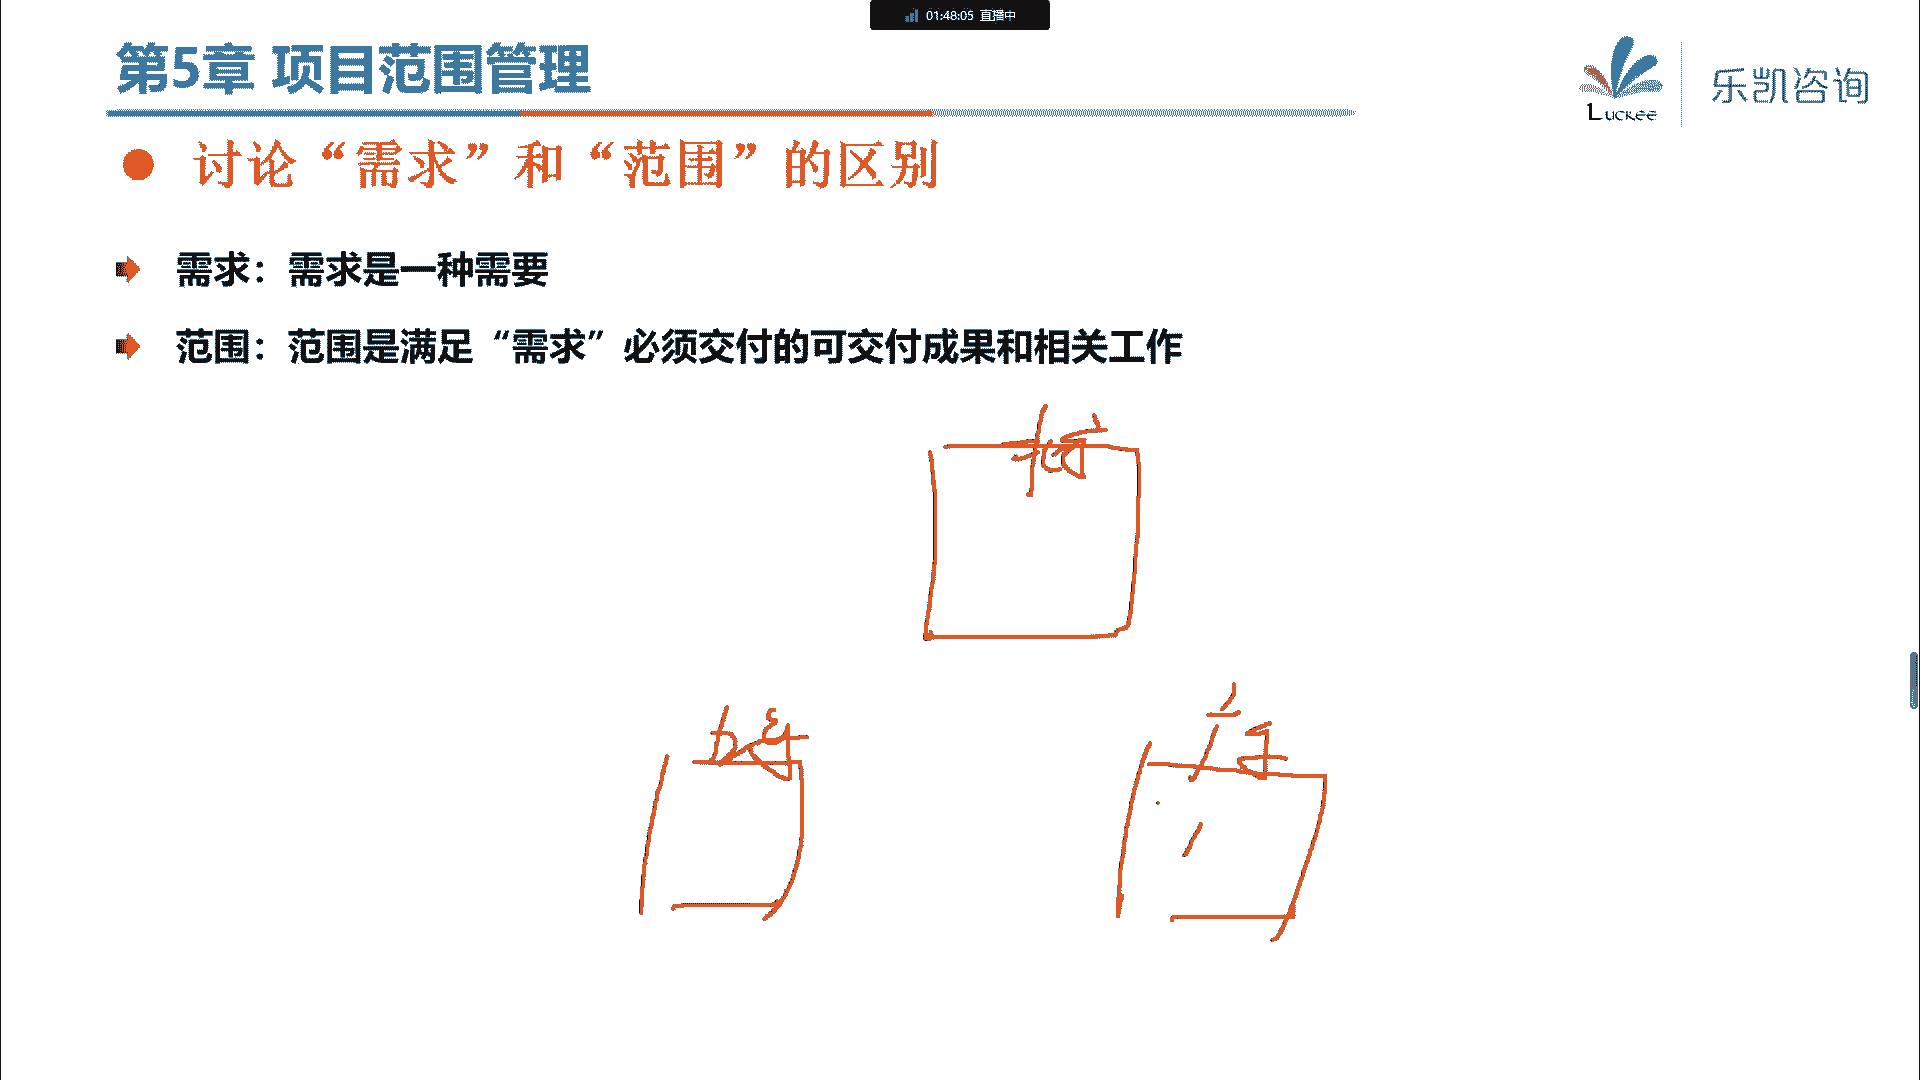 01:48:05 直播中
第5章 项目范围管理
Luckee
乐凯咨询
讨论“需求”和“范围”的区别
需求：需求是一种需要
范围：范围是满足“需求”必须交付的可交付成果和相关工作